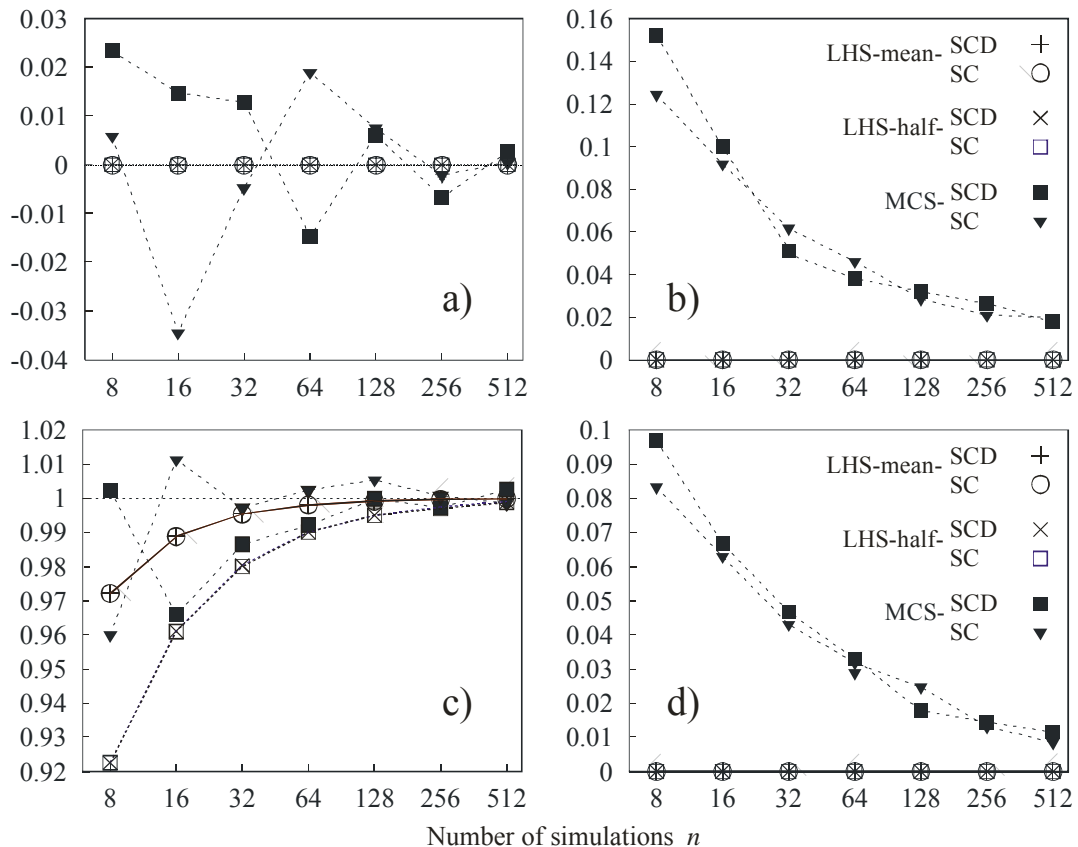 0.03
0.02
0.01
0
-0.01
-0.02
-0.03
-0.04
8 16 32 64 128 256 512
a)
0.16
0.14
0.12
0.1
0.08
0.06
0.04
0.02
0
8 16 32 64 128 256 512
LHS-mean- SCD
SC
LHS-half- SCD
SC
MCS- SCD
SC
b)
1.02
1.01
1
0.99
0.98
0.97
0.96
0.95
0.94
0.93
0.92
8 16 32 64 128 256 512
c)
0.1
0.09
0.08
0.07
0.06
0.05
0.04
0.03
0.02
0.01
0
8 16 32 64 128 256 512
LHS-mean- SCD
SC
LHS-half- SCD
SC
MCS- SCD
SC
d)
Number of simulations n